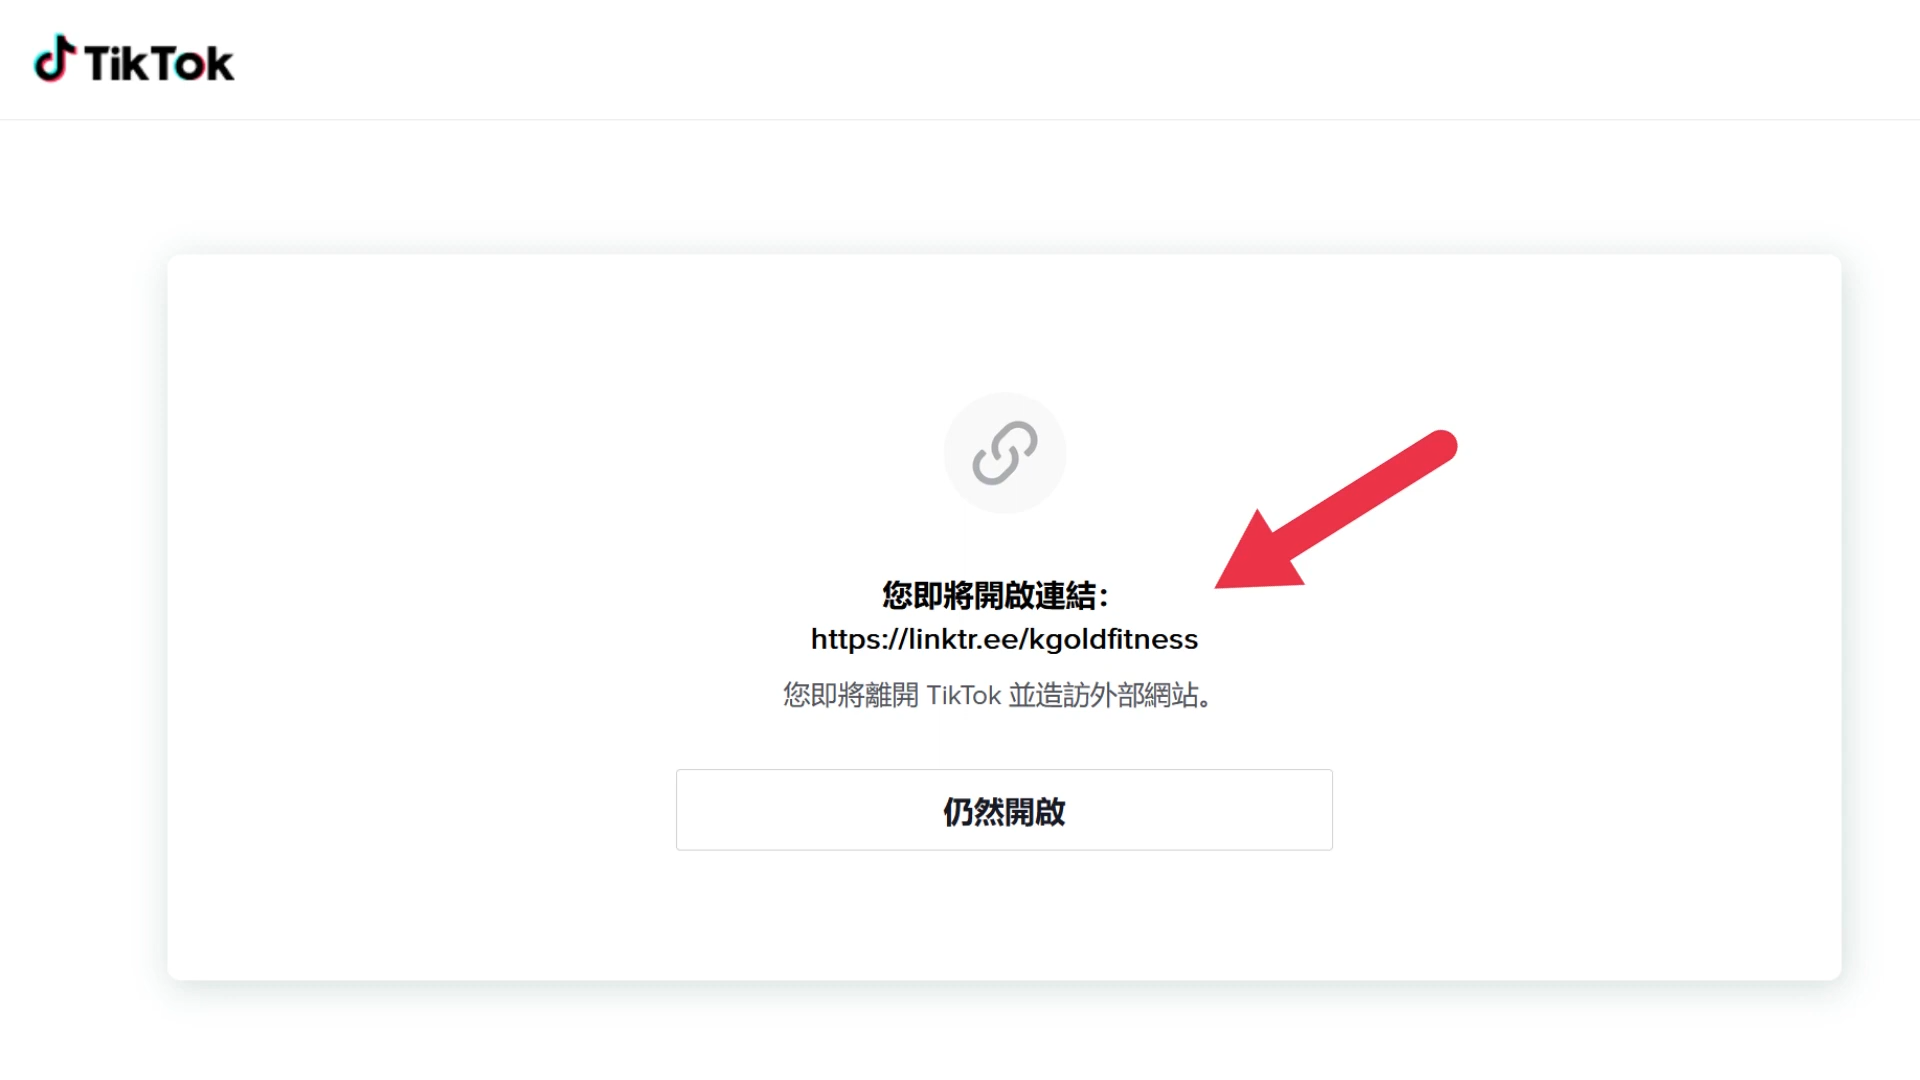 TikTok
您即將開啟連結：
https://linktr.ee/kgoldfitness
您即將離開 TikTok 並造訪外部網站。
仍然開啟